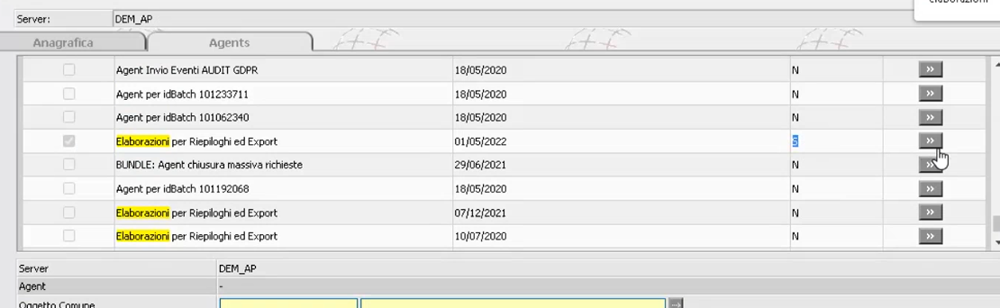 elaborazioni
Server: DEM_AP
Anagrafica Agents
Agent Invio Eventi AUDIT GDPR 18/05/2020 N »
Agent per idBatch 101233711 18/05/2020 N »
Agent per idBatch 101062340 18/05/2020 N »
Elaborazioni per Riepiloghi ed Export 01/05/2022 S »
BUNDLE: Agent chiusura massiva richieste 29/06/2021 N »
Agent per idBatch 101192068 18/05/2020 N »
Elaborazioni per Riepiloghi ed Export 07/12/2021 N »
Elaborazioni per Riepiloghi ed Export 10/07/2020 N »
Server DEM_AP
Agent -
Oggetto Comune